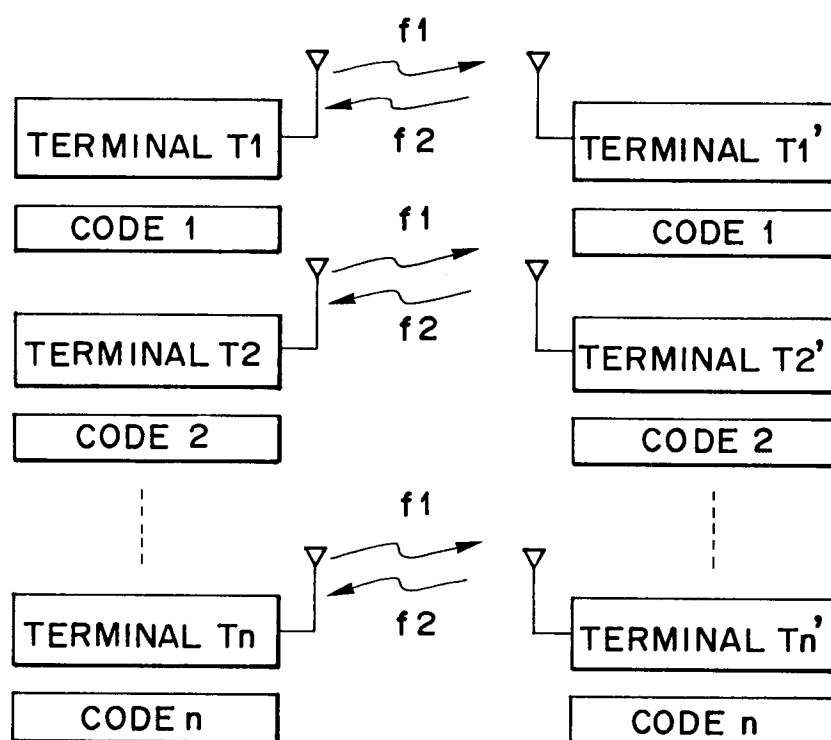 f1
TERMINAL T1
f2
TERMINAL T1'
CODE 1
f1
CODE 1
TERMINAL T2
f2
TERMINAL T2'
CODE 2
CODE 2
f1
TERMINAL Tn
f2
TERMINAL Tn'
CODE n
CODE n